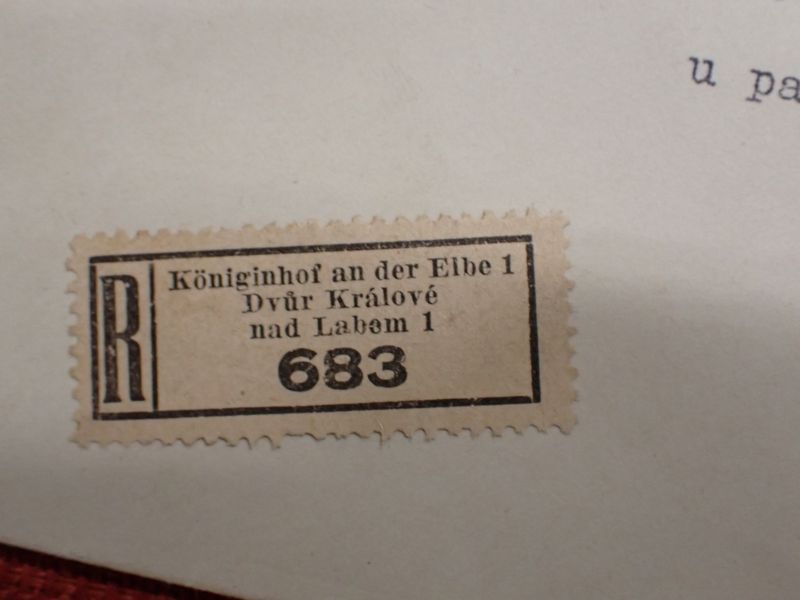 u pa
R
Königinhof an der Elbe 1
Dvůr Králové
nad Labem 1
683